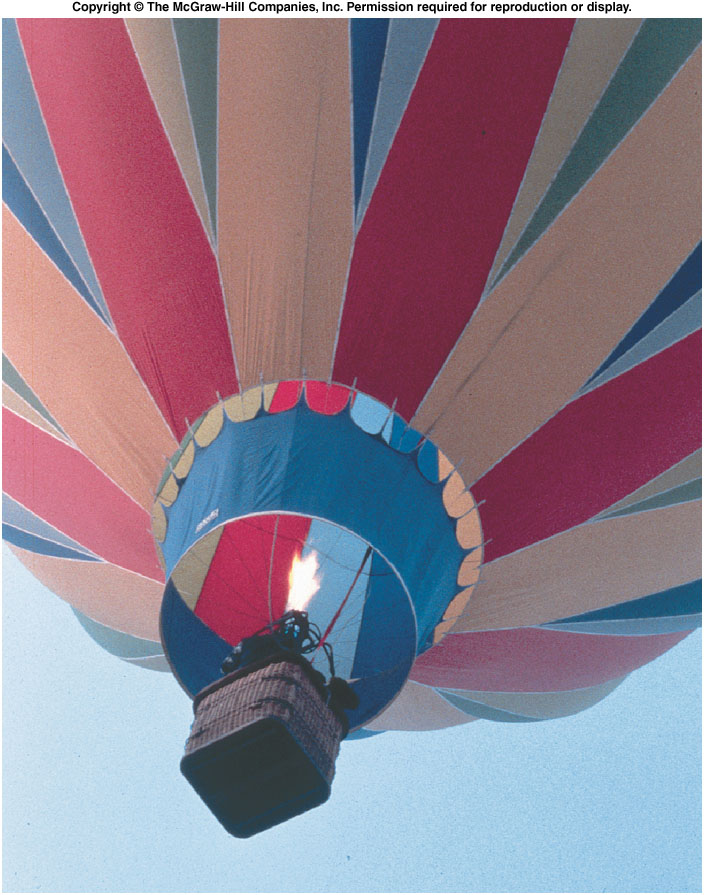 Copyright © The McGraw-Hill Companies, Inc. Permission required for reproduction or display.